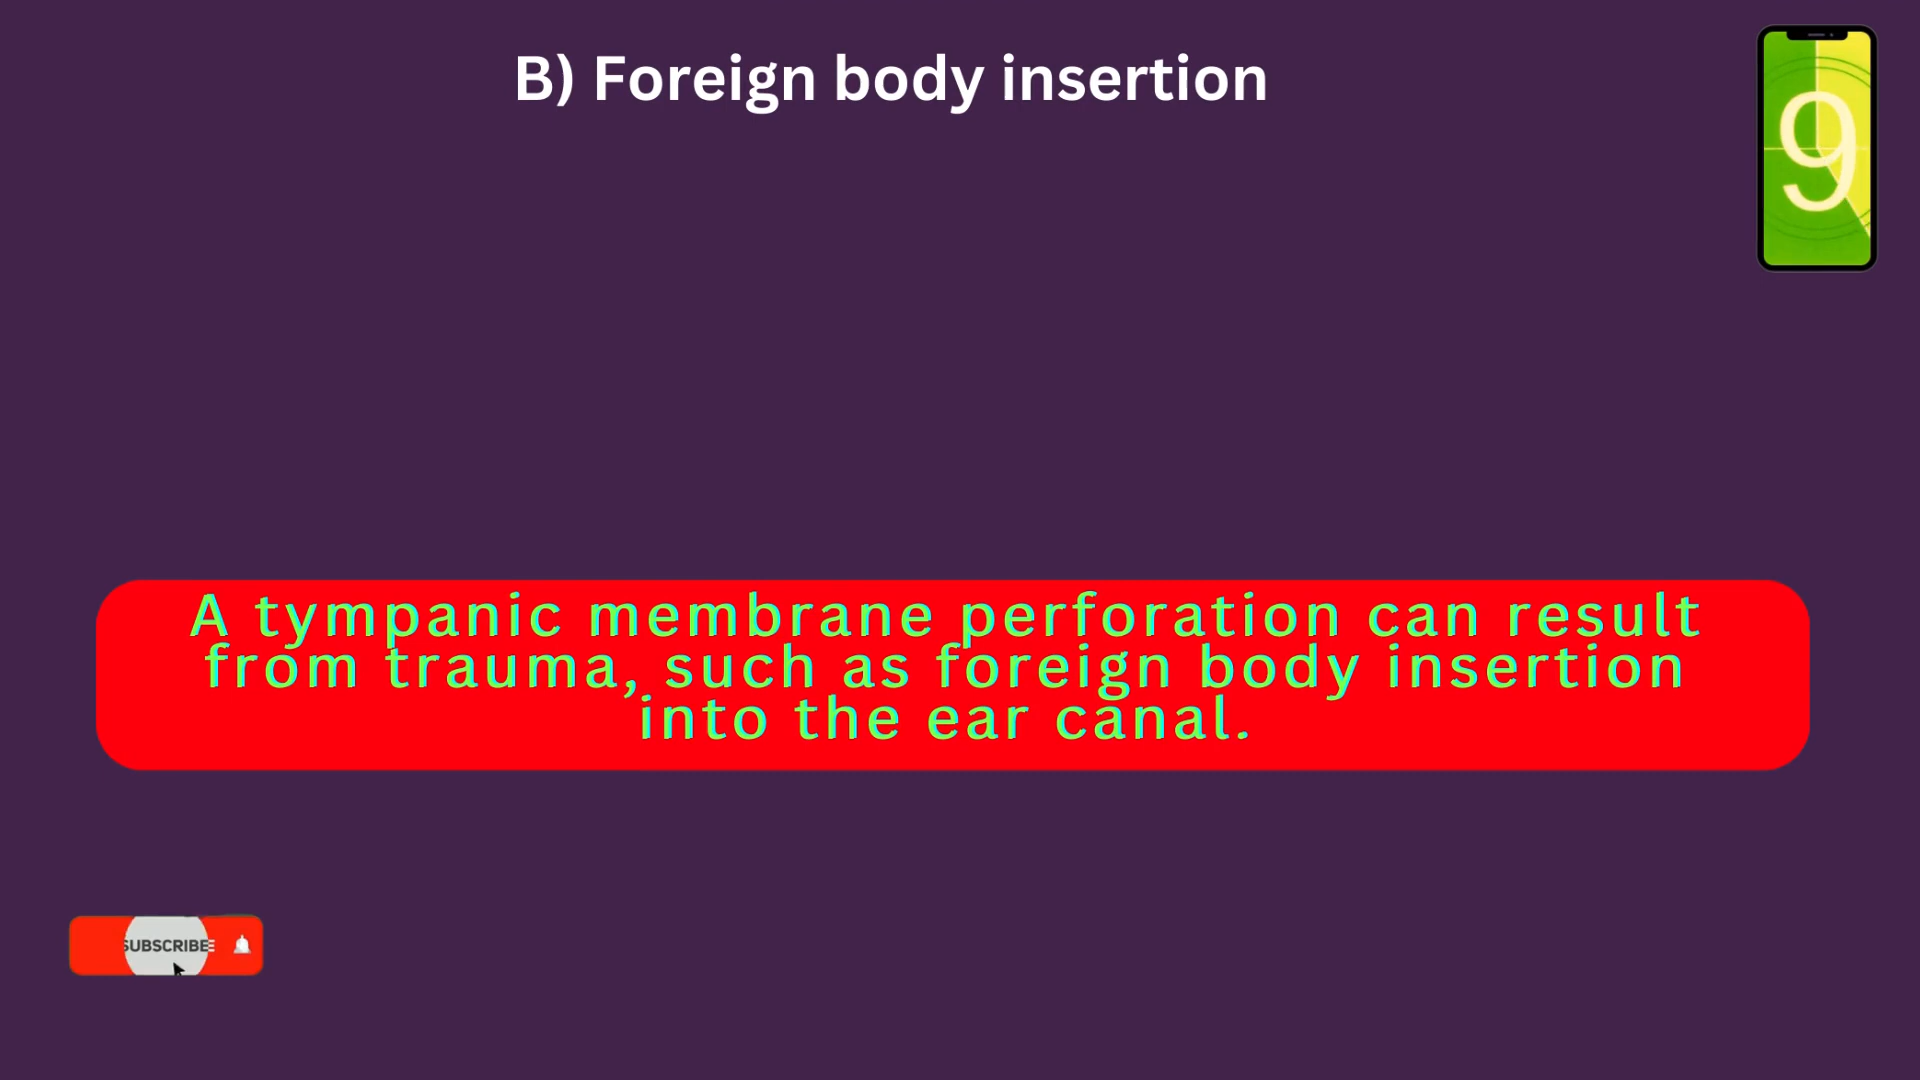 B) Foreign body insertion
9
A tympanic membrane perforation can result
from trauma, such as foreign body insertion
into the ear canal.
SUBSCRIBE